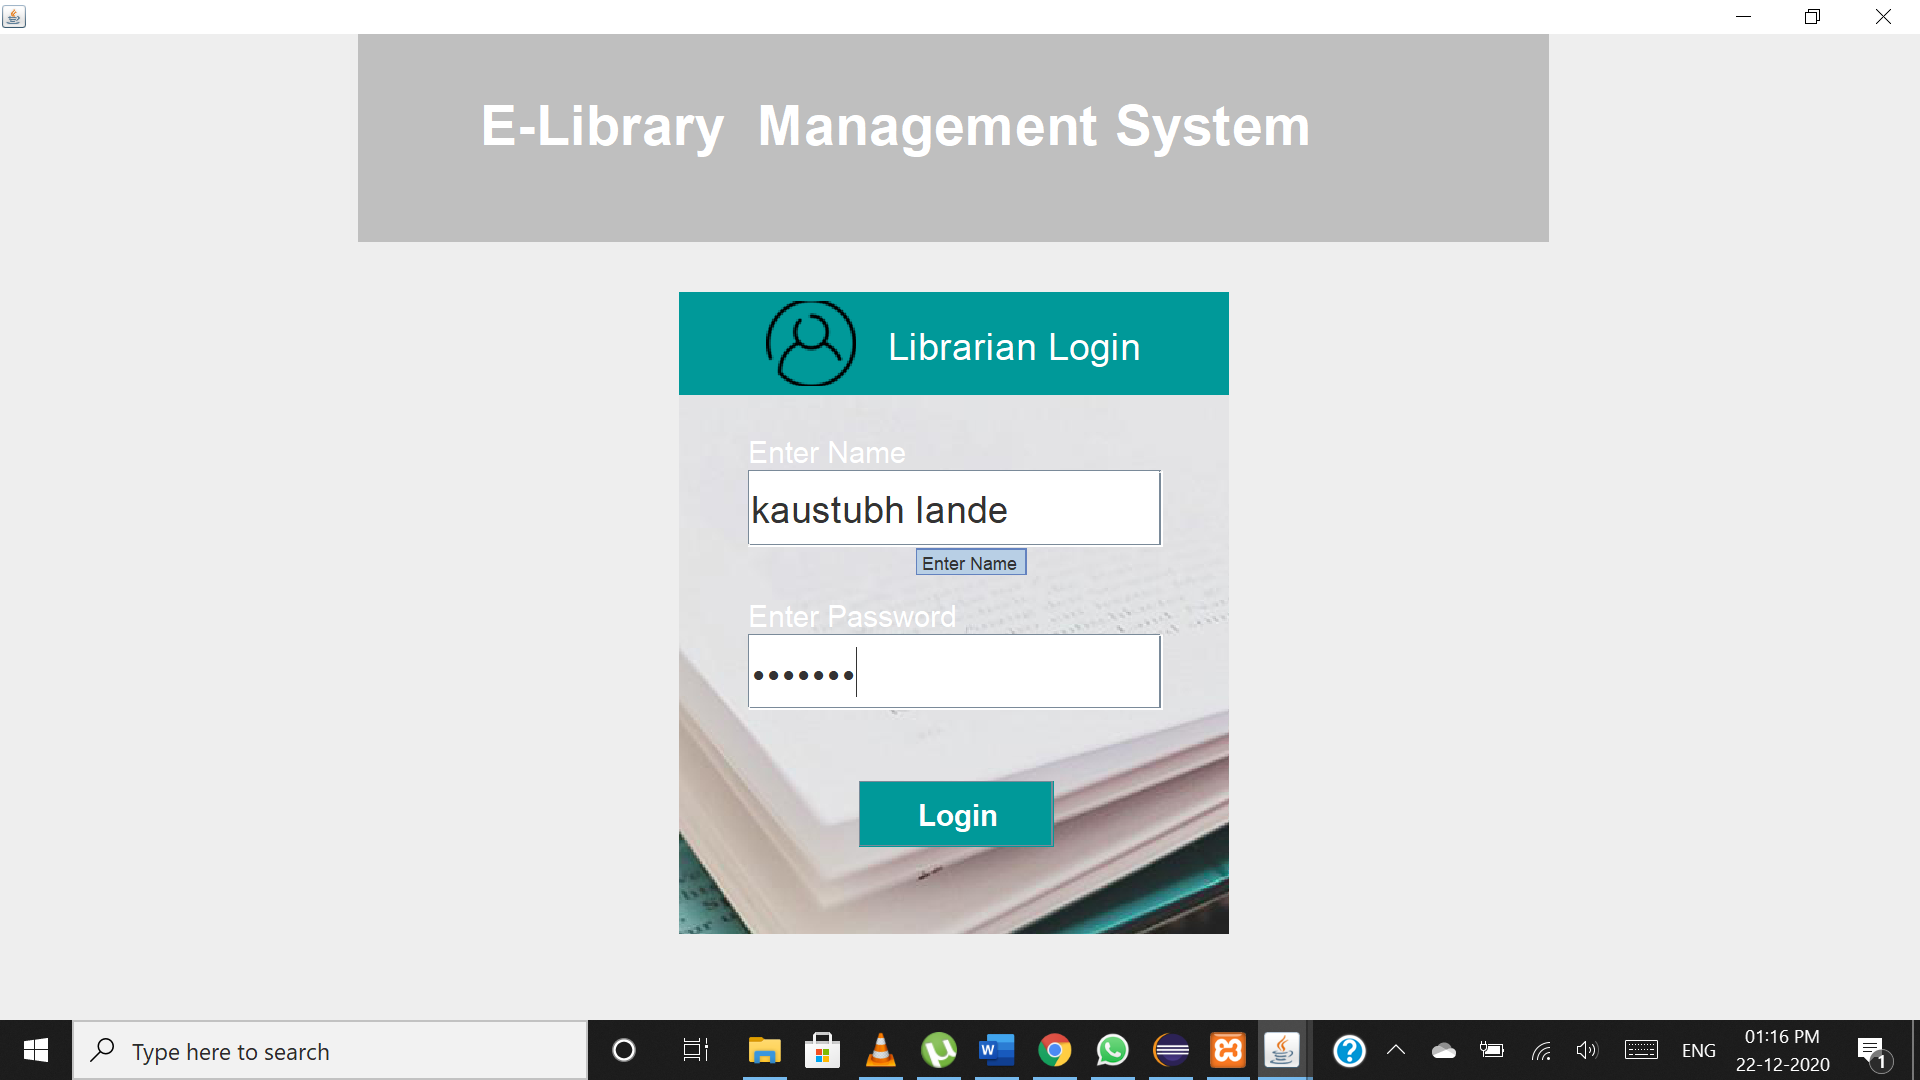 E-Library  Management System
Librarian Login
Enter Name
kaustubh lande
Enter Name
Enter Password
•••••••
Login
Type here to search
W
ENG
01:16 PM
22-12-2020
1